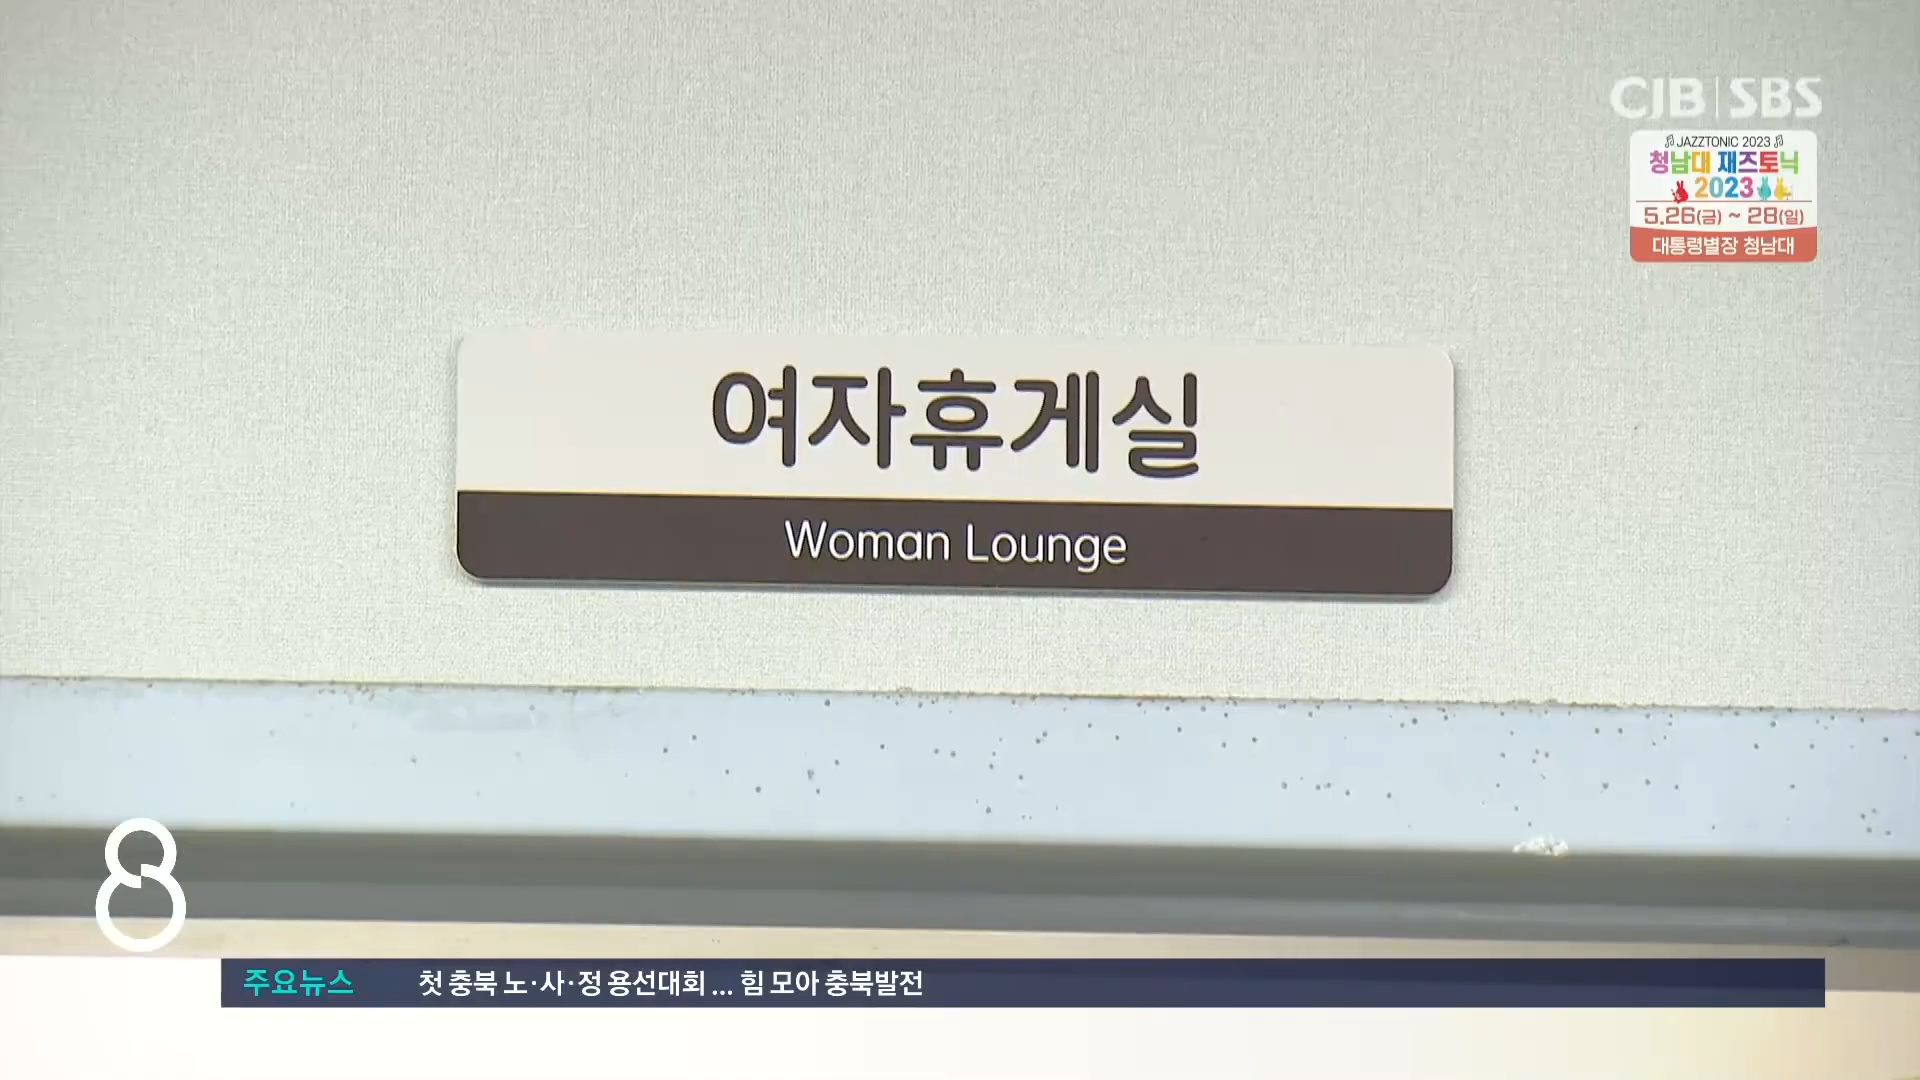 CJB | SBS
JAZZTONIC 2023
청남대 재즈토닉
2023
5.26(금) ~ 28(일)
대통령별장 청남대
여자휴게실
Woman Lounge
8
주요뉴스 첫 충북 노·사·정 용선대회... 힘 모아 충북발전